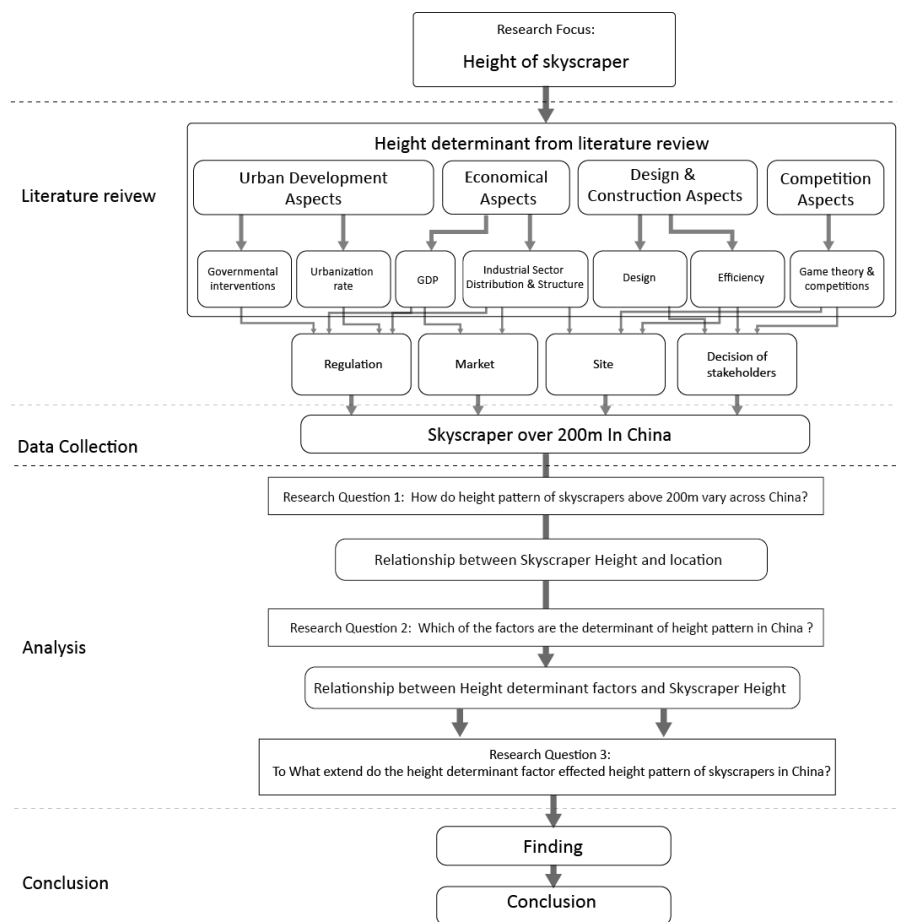 Research Focus:
Height of skyscraper
Height determinant from literature review
Literature reivew
Urban Development
Aspects
Economical
Aspects
Design &
Construction Aspects
Competition
Aspects
Governmental
interventions
Urbanization
rate
GDP
Industrial Sector
Distribution & Structure
Design
Efficiency
Game theory &
competitions
Regulation
Market
Site
Decision of
stakeholders
Data Collection
Skyscraper over 200m In China
Research Question 1: How do height pattern of skyscrapers above 200m vary across China?
Relationship between Skyscraper Height and location
Research Question 2: Which of the factors are the determinant of height pattern in China ?
Analysis
Relationship between Height determinant factors and Skyscraper Height
Research Question 3:
To What extend do the height determinant factor effected height pattern of skyscrapers in China?
Finding
Conclusion
Conclusion